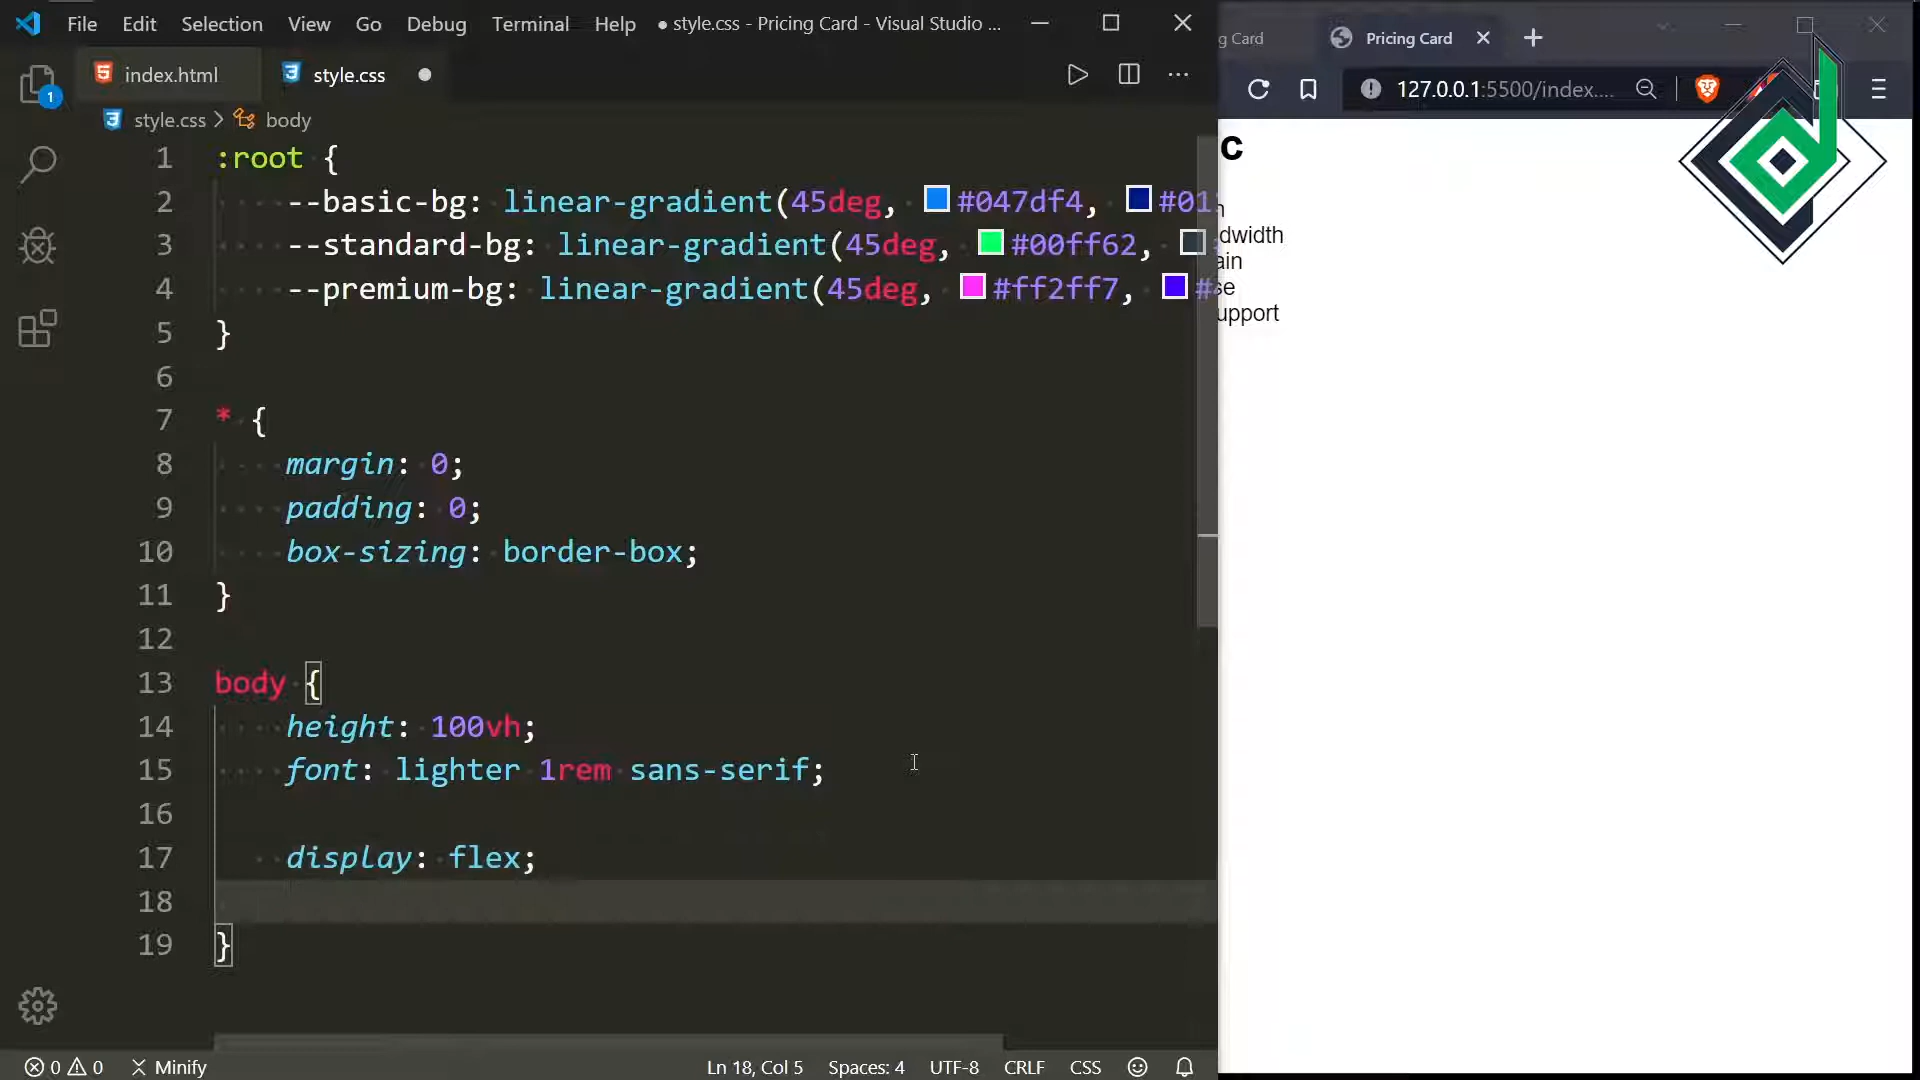 File Edit Selection View Go Debug Terminal Help ● style.css - Pricing Card - Visual Studio ...
index.html style.css
style.css > body
1 :root {
2 --basic-bg: linear-gradient(45deg, #047df4, #01
3 --standard-bg: linear-gradient(45deg, #00ff62,
4 --premium-bg: linear-gradient(45deg, #ff2ff7, #
5 }
6
7 * {
8 margin: 0;
9 padding: 0;
10 box-sizing: border-box;
11 }
12
13 body {
14 height: 100vh;
15 font: lighter 1rem sans-serif;
16
17 display: flex;
18
19 }
1
0 0 Minify Ln 18, Col 5 Spaces: 4 UTF-8 CRLF CSS
g Card Pricing Card
127.0.0.1:5500/index....
c
n
dwidth
ain
se
upport